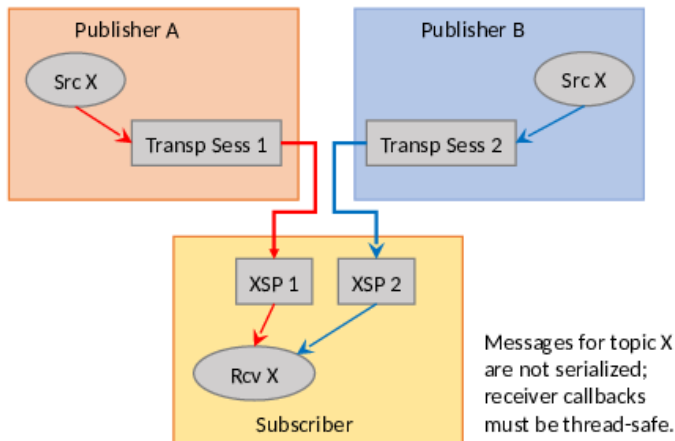 Publisher A
Publisher B
Src X
Src X
Transp Sess 1
Transp Sess 2
XSP 1
XSP 2
Rcv X
Subscriber
Messages for topic X
are not serialized;
receiver callbacks
must be thread-safe.